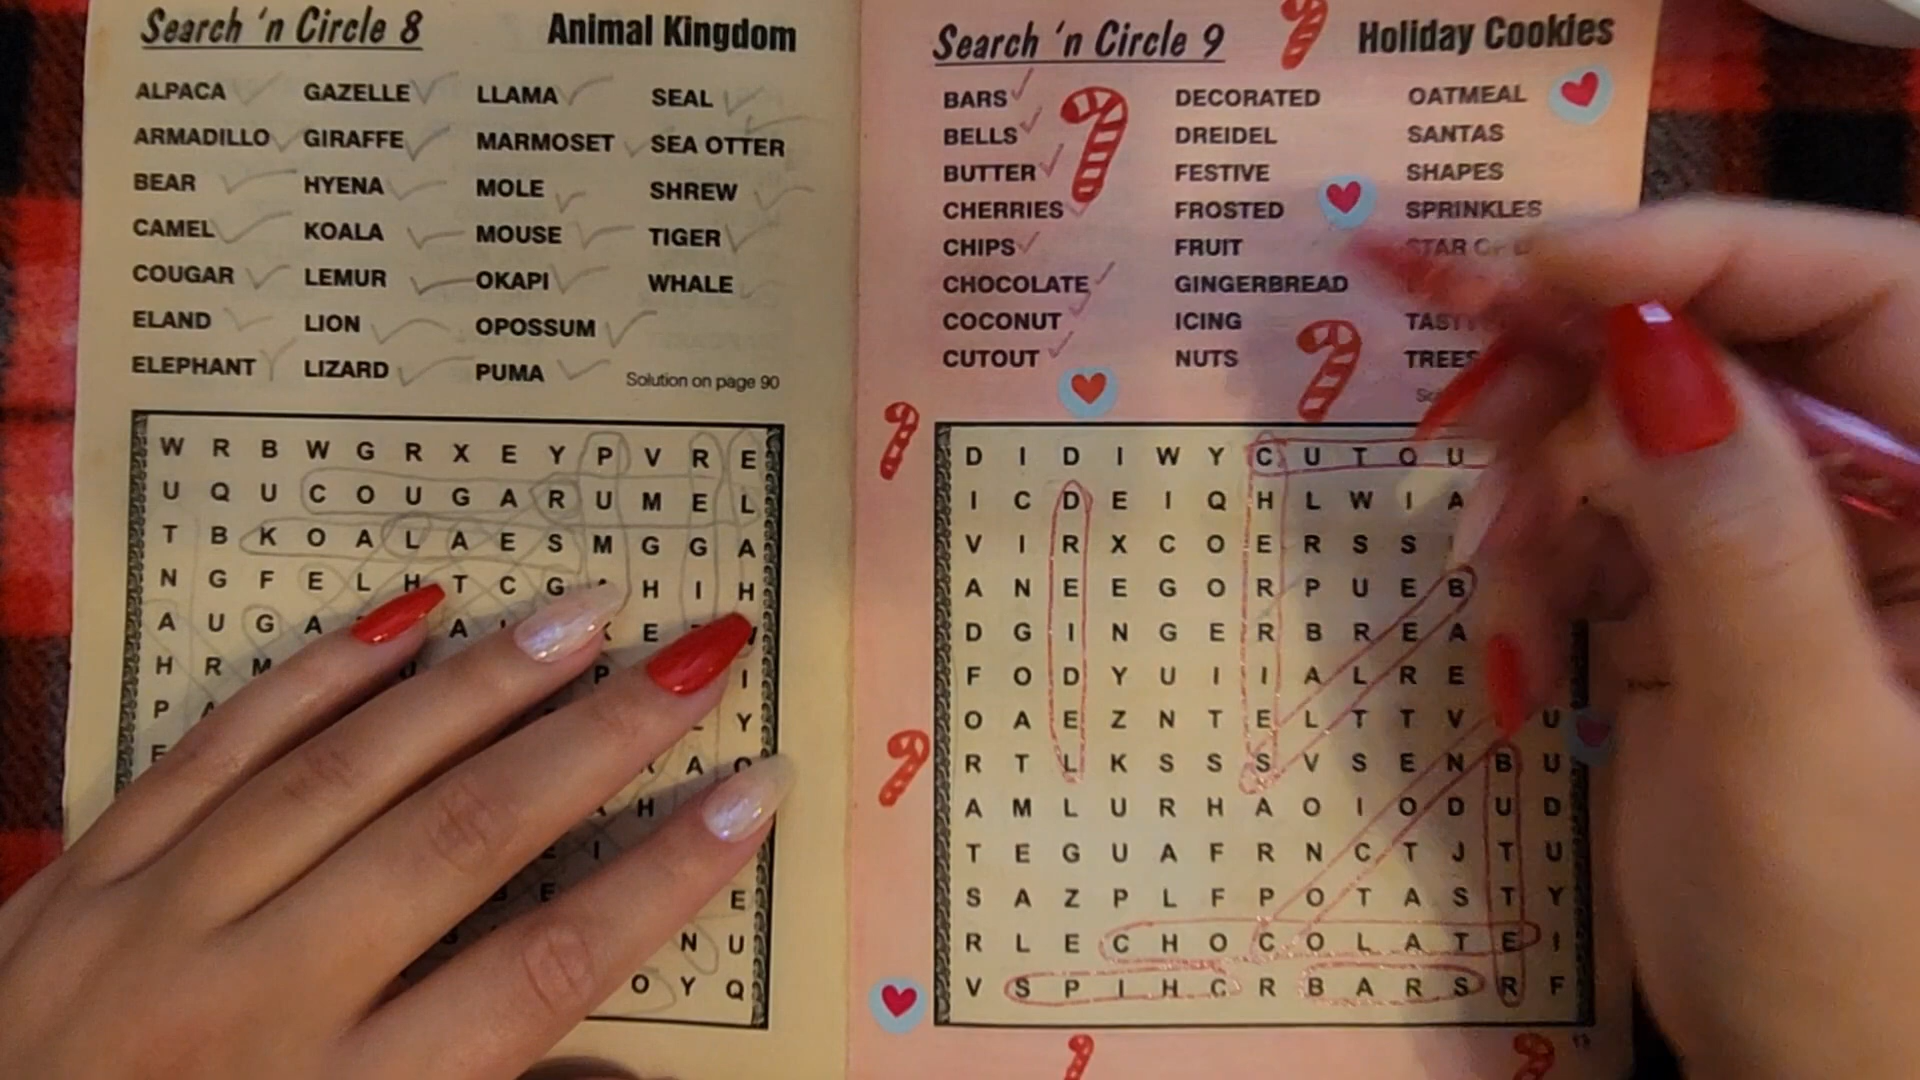 Search 'n Circle 8 Animal Kingdom
ALPACA GAZELLE LLAMA SEAL
ARMADILLO GIRAFFE MARMOSET SEA OTTER
BEAR HYENA MOLE SHREW
CAMEL KOALA MOUSE TIGER
COUGAR LEMUR OKAPI WHALE
ELAND LION OPOSSUM
ELEPHANT LIZARD PUMA Solution on page 90
W R B W G R X E Y P V R E
U Q U C O U G A R U M E L
T B K O A L A E S M G G A
N G F E L H T C G H I H
A U G A A E
H R M P I
P Y
E A
H
I
E E
N U
O Y Q
Search 'n Circle 9 Holiday Cookies
BARS DECORATED OATMEAL
BELLS DREIDEL SANTAS
BUTTER FESTIVE SHAPES
CHERRIES FROSTED SPRINKLES
CHIPS FRUIT STAR OF
CHOCOLATE GINGERBREAD
COCONUT ICING
CUTOUT NUTS TREES
D I D I W Y C U T O U
I C D E I Q H L W I A
V I R X C O E R S S
A N E E G O R P U E B
D G I N G E R B R E A
F O D Y U I I A L R E
O A E Z N T E L T T V U
R T L K S S S V S E N B U
A M L U R H A O I O D U D
T E G U A F R N C T J T U
S A Z P L F P O T A S T Y
R L E C H O C O L A T E I
V S P I H C R B A R S R F